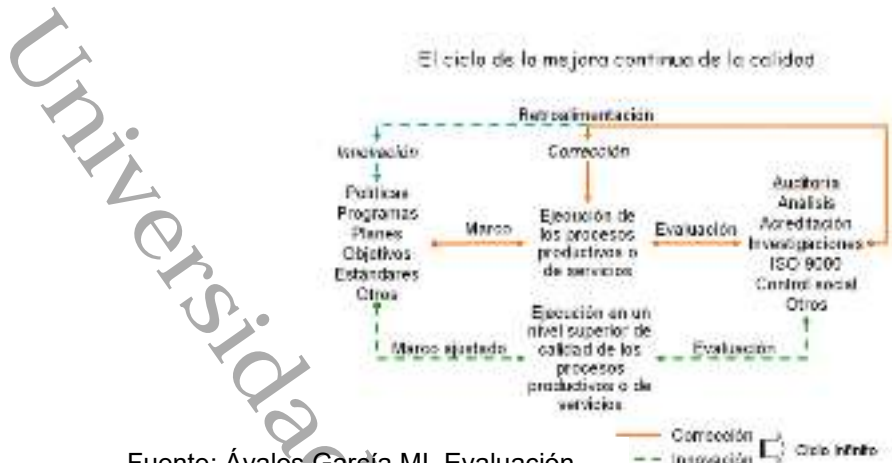 El ciclo de la mejora continua de la calidad
Retroalimentación
Innovación
Corrección
Políticas
Programas
Planes
Objetivos
Estándares
Otros
Marco
Ejecución de
los procesos
productivos o
de servicios
Evaluación
Auditoría
Análisis
Acreditación
Investigaciones
ISO 9000
Control social
Otros
Marco ajustado
Ejecución en un
nivel superior de
calidad de los
procesos
productivos o de
servicios
Evaluación
Corrección
Innovación
Ciclo infinito
Universidad
Fuente: Ávalos García MI. Evaluación